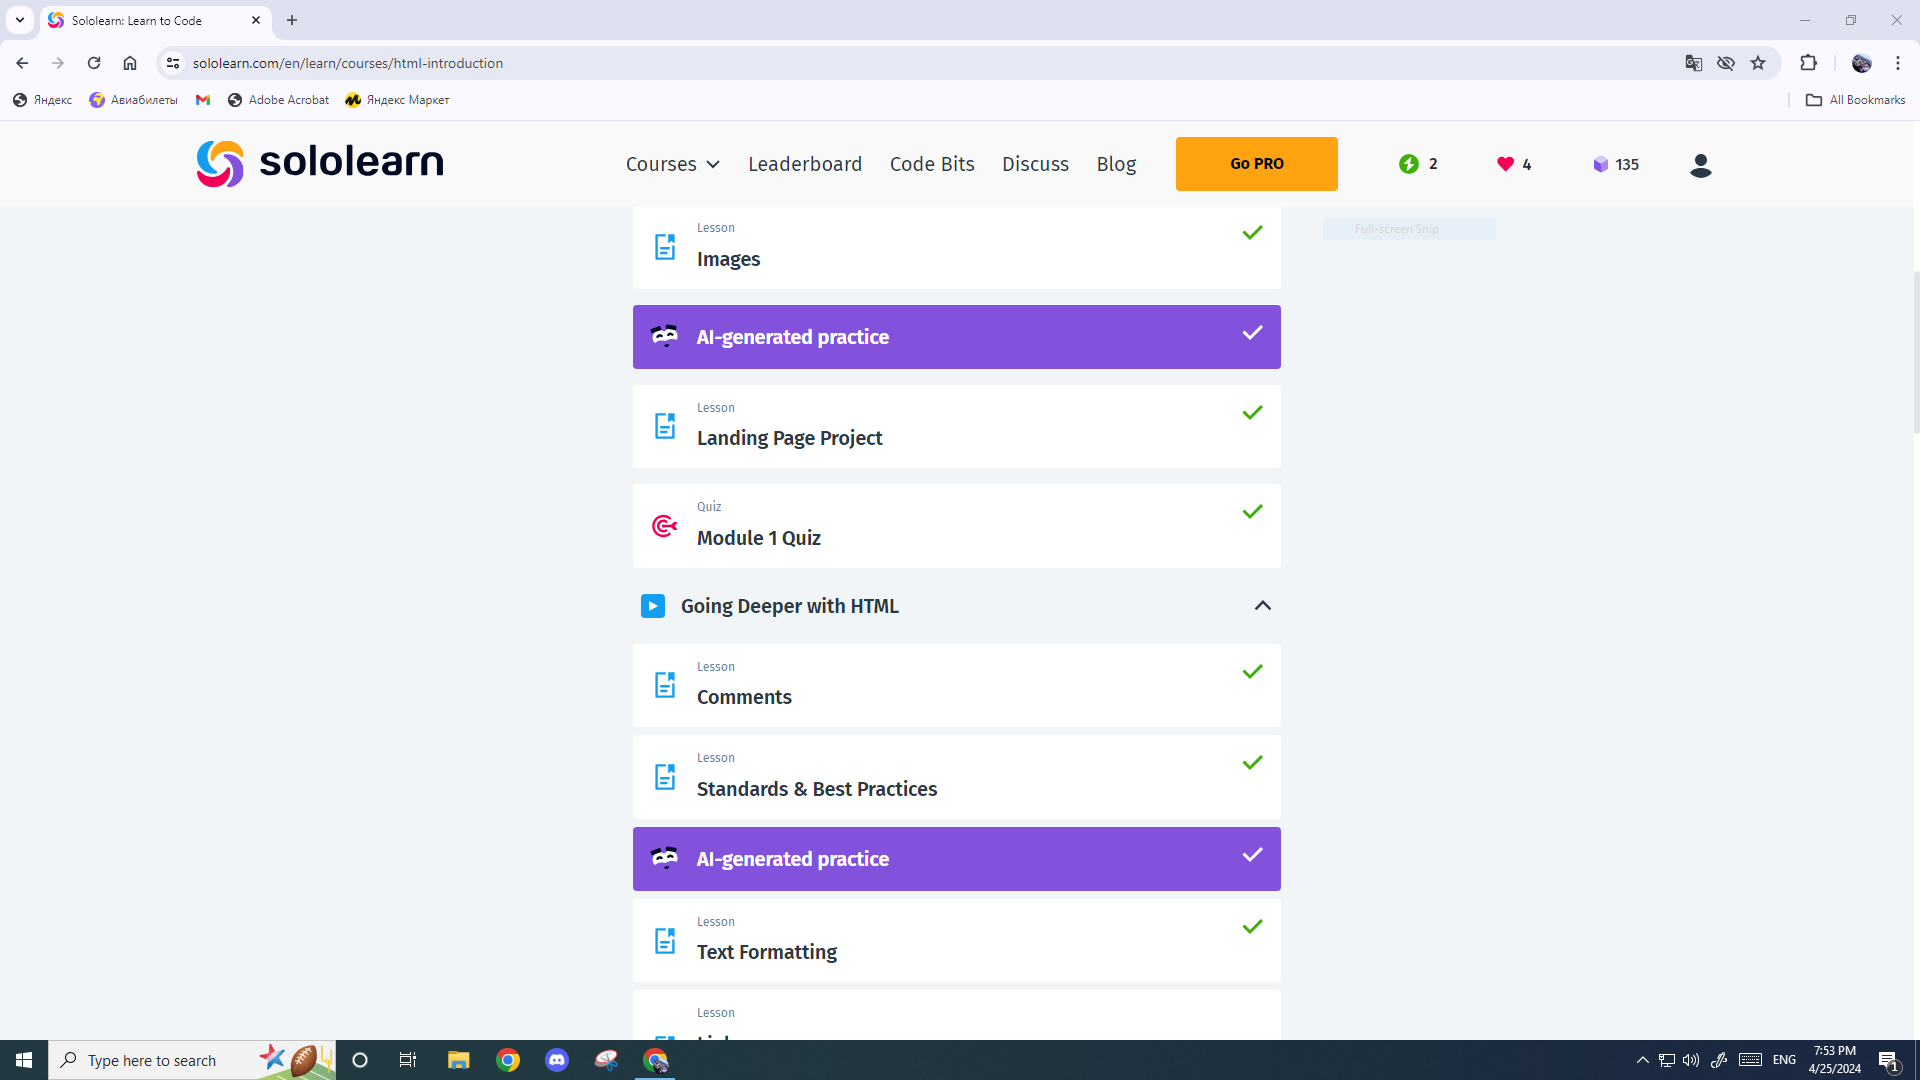 Sololearn: Learn to Code
sololearn.com/en/learn/courses/html-introduction
Яндекс
Авиабилеты
Adobe Acrobat
Яндекс Маркет
All Bookmarks
sololearn
Courses
Leaderboard
Code Bits
Discuss
Blog
Go PRO
2
4
135
Full-screen Snip
Lesson
Images
AI-generated practice
Lesson
Landing Page Project
Quiz
Module 1 Quiz
Going Deeper with HTML
Lesson
Comments
Lesson
Standards & Best Practices
AI-generated practice
Lesson
Text Formatting
Lesson
Type here to search
ENG
7:53 PM
4/25/2024
1